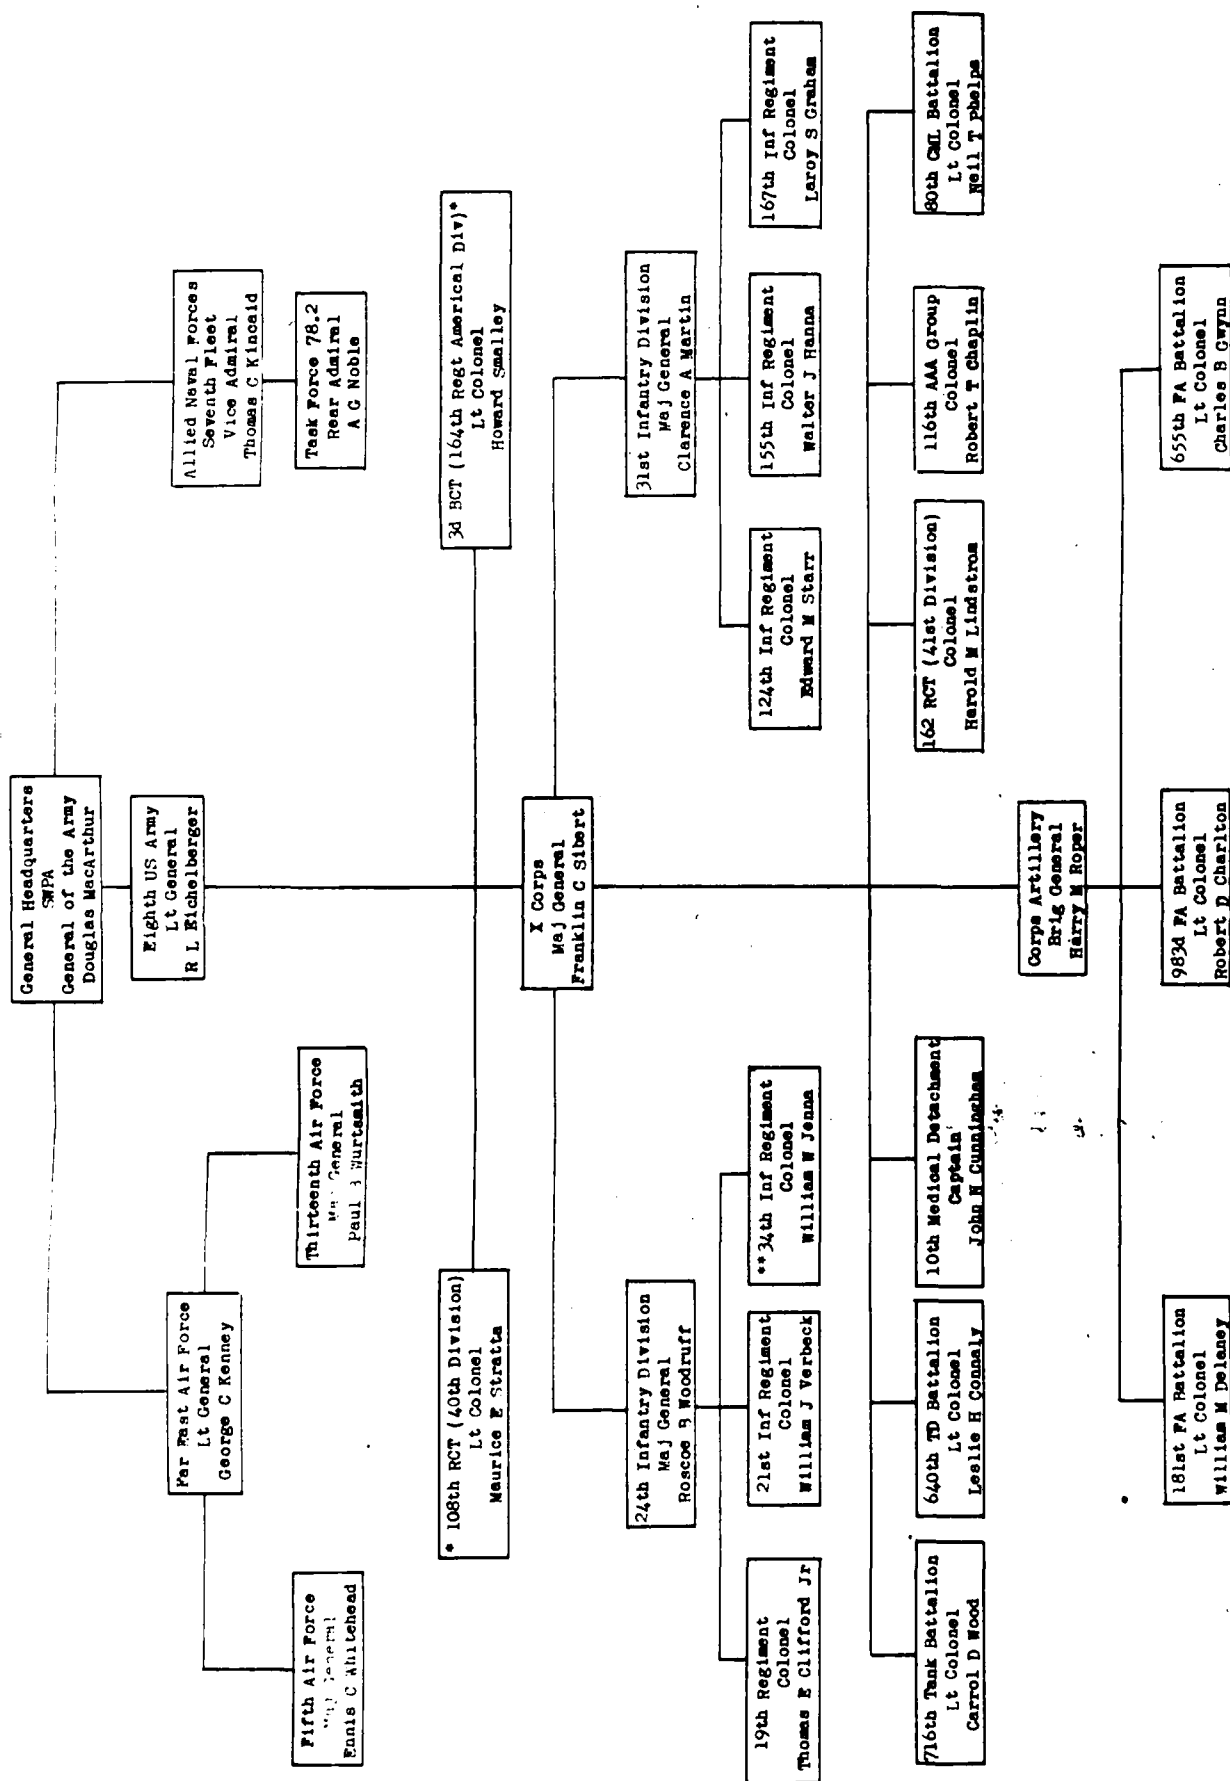 General Headquarters
SWPA
General of the Army
Douglas MacArthur
Eighth US Army
Lt General
R L Eichelberger
Far East Air Force
Lt General
George C Kenney
Allied Naval Forces
Seventh Fleet
Vice Admiral
Thomas C Kincaid
Fifth Air Force
Maj General
Ennis C Whitehead
Thirteenth Air Force
Maj General
Paul B Wurtsmith
Task Force 78.2
Rear Admiral
A G Noble
* 108th RCT (40th Division)
Lt Colonel
Maurice E Stratta
3d BCT (164th Regt Americal Div)*
Lt Colonel
Howard Smalley
X Corps
Maj General
Franklin C Sibert
24th Infantry Division
Maj General
Roscoe B Woodruff
31st Infantry Division
Maj General
Clarence A Martin
19th Regiment
Colonel
Thomas E Clifford Jr
21st Inf Regiment
Colonel
William J Verbeck
**34th Inf Regiment
Colonel
William W Jenna
124th Inf Regiment
Colonel
Edward M Starr
155th Inf Regiment
Colonel
Walter J Hanna
167th Inf Regiment
Colonel
Laroy S Graham
716th Tank Battalion
Lt Colonel
Carrol D Wood
640th TD Battalion
Lt Colonel
Leslie H Connaly
10th Medical Detachment
Captain
John N Cunningham
162 RCT (41st Division)
Colonel
Harold M Lindstrom
116th AAA Group
Colonel
Robert T Chaplin
80th CML Battalion
Lt Colonel
Neil T Phelps
Corps Artillery
Brig General
Harry M Roper
181st FA Battalion
Lt Colonel
William M Delaney
983d FA Battalion
Lt Colonel
Robert D Charlton
655th FA Battalion
Lt Colonel
Charles B Gwynn